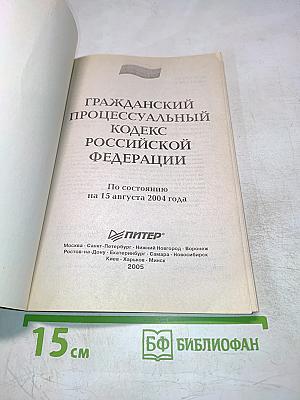 ГРАЖДАНСКИЙ
ПРОЦЕССУАЛЬНЫЙ
КОДЕКС
РОССИЙСКОЙ
ФЕДЕРАЦИИ
По состоянию
на 15 августа 2004 года
ПИТЕР®
Москва · Санкт-Петербург · Нижний Новгород · Воронеж
Ростов-на-Дону · Екатеринбург · Самара · Новосибирск
Киев · Харьков · Минск
2005
15 см
БФ БИБЛИОФАН